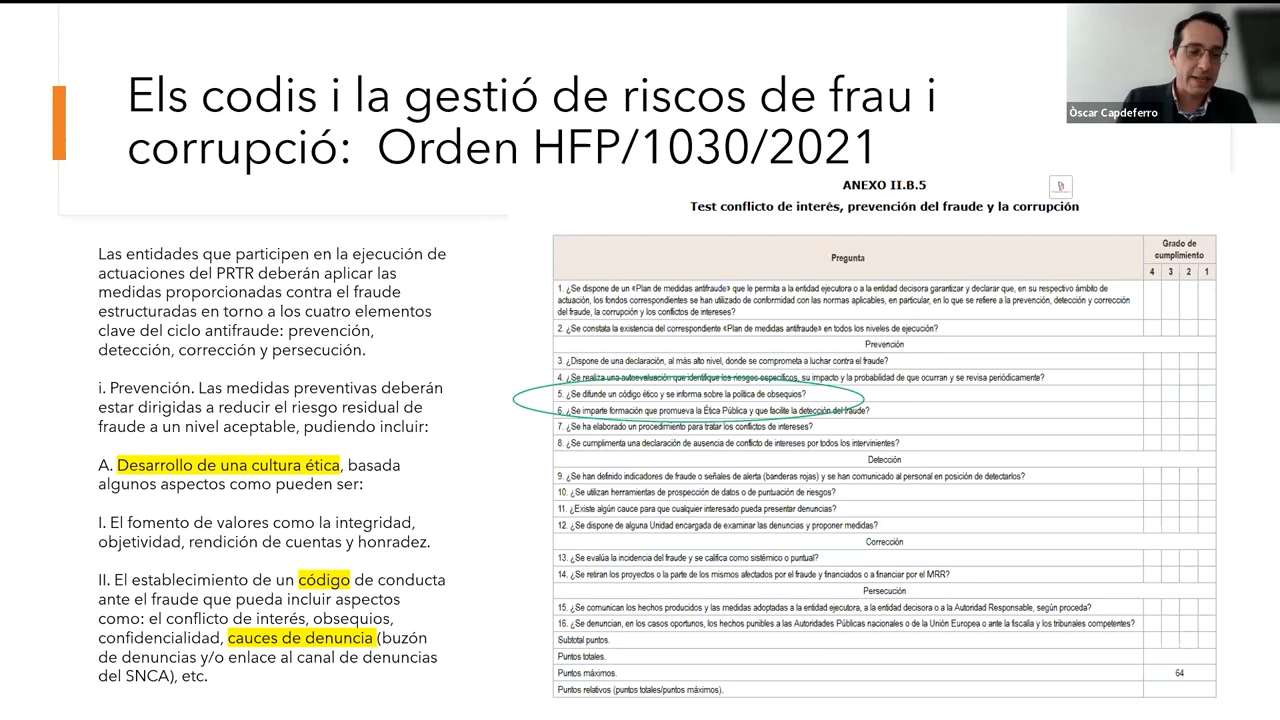 Els codis i la gestió de riscos de frau i
corrupció: Orden HFP/1030/2021
Òscar Capdeferro
Las entidades que participen en la ejecución de
actuaciones del PRTR deberán aplicar las
medidas proporcionadas contra el fraude
estructuradas en torno a los cuatro elementos
clave del ciclo antifraude: prevención,
detección, corrección y persecución.
i. Prevención. Las medidas preventivas deberán
estar dirigidas a reducir el riesgo residual de
fraude a un nivel aceptable, pudiendo incluir:
A. Desarrollo de una cultura ética, basada
algunos aspectos como pueden ser:
I. El fomento de valores como la integridad,
objetividad, rendición de cuentas y honradez.
II. El establecimiento de un código de conducta
ante el fraude que pueda incluir aspectos
como: el conflicto de interés, obsequios,
confidencialidad, cauces de denuncia (buzón
de denuncias y/o enlace al canal de denuncias
del SNCA), etc.
ANEXO II.B.5
Test conflicto de interés, prevención del fraude y la corrupción
Pregunta
Grado de
cumplimiento
4 3 2 1
1. ¿Se dispone de un «Plan de medidas antifraude» que le permita a la entidad ejecutora o a la entidad decisora garantizar y declarar que, en su respectivo ámbito de
actuación, los fondos correspondientes se han utilizado de conformidad con las normas aplicables, en particular, en lo que se refiere a la prevención, detección y corrección
del fraude, la corrupción y los conflictos de intereses?
2. ¿Se constata la existencia del correspondiente «Plan de medidas antifraude» en todos los niveles de ejecución?
Prevención
3. ¿Dispone de una declaración, al más alto nivel, donde se comprometa a luchar contra el fraude?
4. ¿Se realiza una autoevaluación que identifique los riesgos específicos, su impacto y la probabilidad de que ocurran y se revisa periódicamente?
5. ¿Se difunde un código ético y se informa sobre la política de obsequios?
6. ¿Se imparte formación que promueva la Ética Pública y que facilite la detección del fraude?
7. ¿Se ha elaborado un procedimiento para tratar los conflictos de intereses?
8. ¿Se cumplimenta una declaración de ausencia de conflicto de intereses por todos los intervinientes?
Detección
9. ¿Se han definido indicadores de fraude o señales de alerta (banderas rojas) y se han comunicado al personal en posición de detectarlos?
10. ¿Se utilizan herramientas de prospección de datos o de puntuación de riesgos?
11. ¿Existe algún cauce para que cualquier interesado pueda presentar denuncias?
12. ¿Se dispone de alguna Unidad encargada de examinar las denuncias y proponer medidas?
Corrección
13. ¿Se evalúa la incidencia del fraude y se califica como sistémico o puntual?
14. ¿Se retiran los proyectos o la parte de los mismos afectados por el fraude y financiados o a financiar por el MRR?
Persecución
15. ¿Se comunican los hechos producidos y las medidas adoptadas a la entidad ejecutora, a la entidad decisora o a la Autoridad Responsable, según proceda?
16. ¿Se denuncian, en los casos oportunos, los hechos punibles a las Autoridades Públicas nacionales o de la Unión Europea o ante la fiscalía y los tribunales competentes?
Subtotal puntos.
Puntos totales.
Puntos máximos. 64
Puntos relativos (puntos totales/puntos máximos).